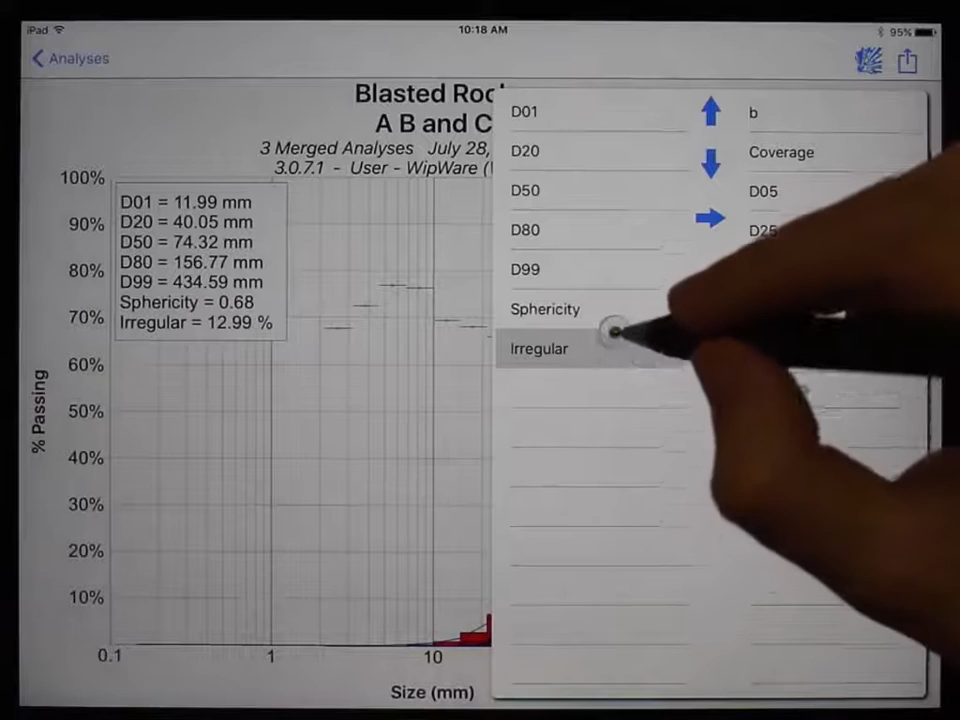 iPad 10:18 AM 95%
Analyses
Blasted Roc
A B and C
3 Merged Analyses July 28,
3.0.7.1 - User - WipWare (
100%
90%
80%
70%
60%
50%
40%
30%
20%
10%
% Passing
D01 = 11.99 mm
D20 = 40.05 mm
D50 = 74.32 mm
D80 = 156.77 mm
D99 = 434.59 mm
Sphericity = 0.68
Irregular = 12.99 %
0.1 1 10
Size (mm)
D01
D20
D50
D80
D99
Sphericity
Irregular
b
Coverage
D05
D25